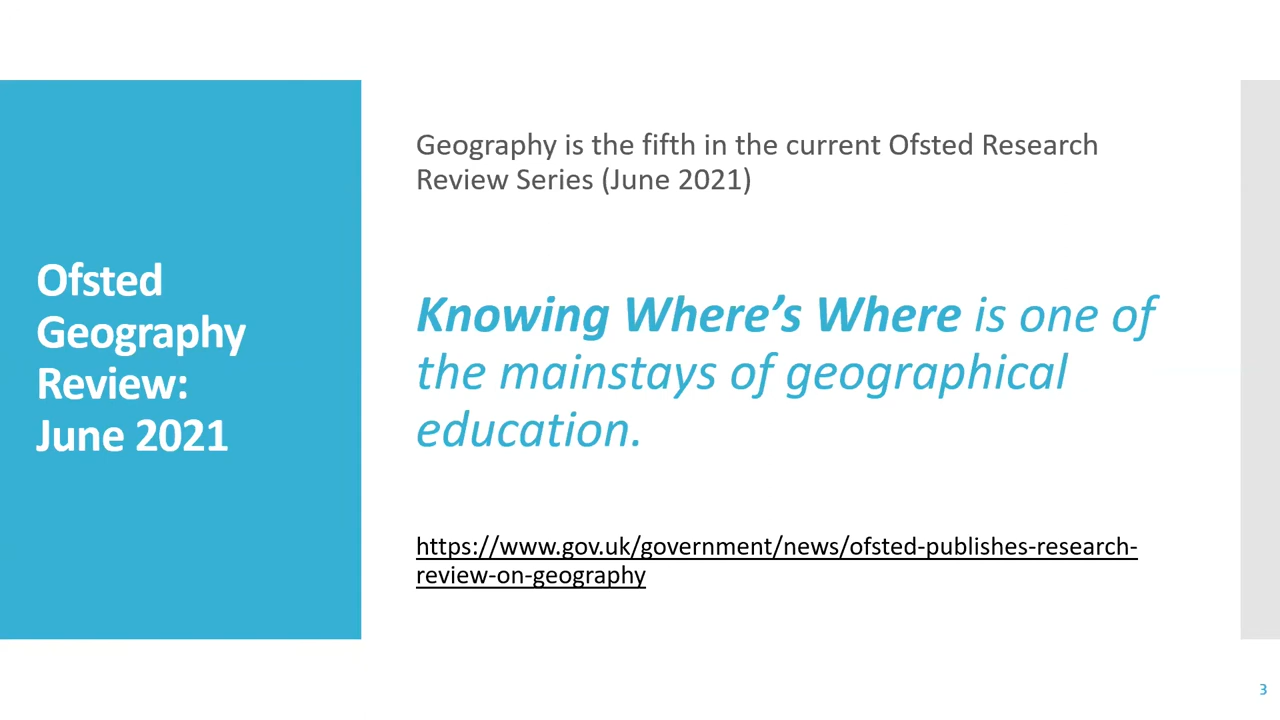 Ofsted
Geography
Review:
June 2021
Geography is the fifth in the current Ofsted Research
Review Series (June 2021)
Knowing Where’s Where is one of
the mainstays of geographical
education.
https://www.gov.uk/government/news/ofsted-publishes-research-
review-on-geography
3